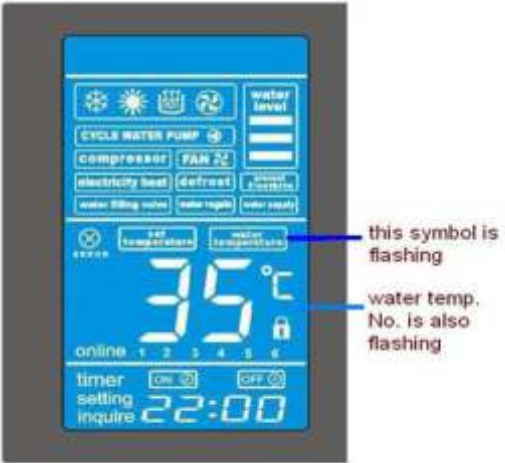 water
level
CYCLE WATER PUMP
compressor FAN
electricity heat defrost
water filling valve water supply
set
temperature
water
temperature
ERROR
this symbol is
flashing
35°C
water temp.
No. is also
flashing
online 1 2 3 4 5 6
timer ON OFF
setting
inquire 22:00